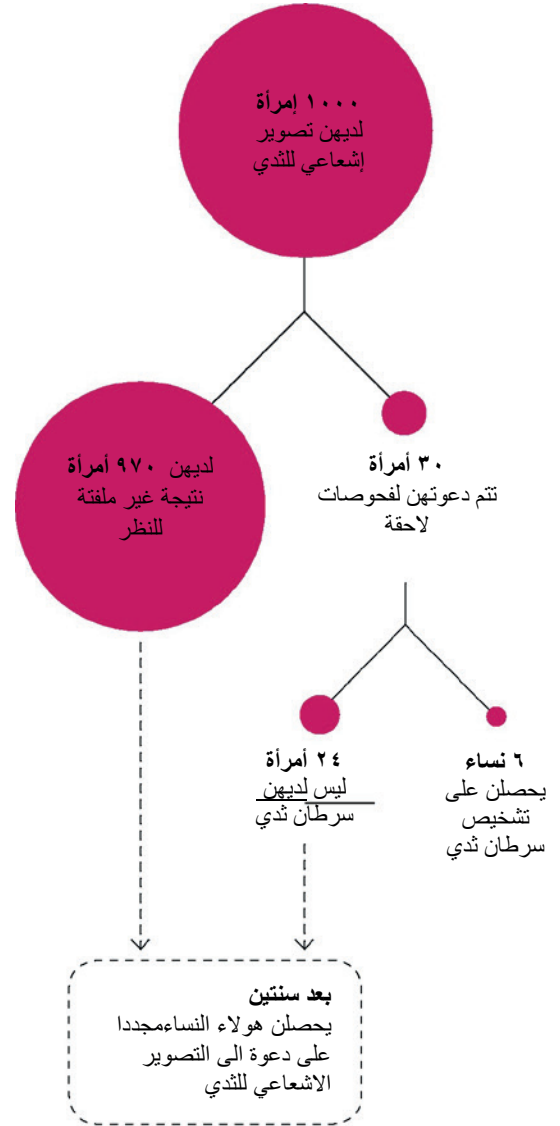 ١٠٠٠ إمرأة
لديهن تصوير
إشعاعي للثدي
لديهن ٩٧٠ أمرأة
نتيجة غير ملفتة
للنظر
٣٠ أمرأة
تتم دعوتهن لفحوصات
لاحقة
٢٤ أمرأة
ليس لديهن
سرطان ثدي
٦ نساء
يحصلن على
تشخيص
سرطان ثدي
بعد سنتين
يحصلن هولاء النساءمجددا
على دعوة الى التصوير
الاشعاعي للثدي